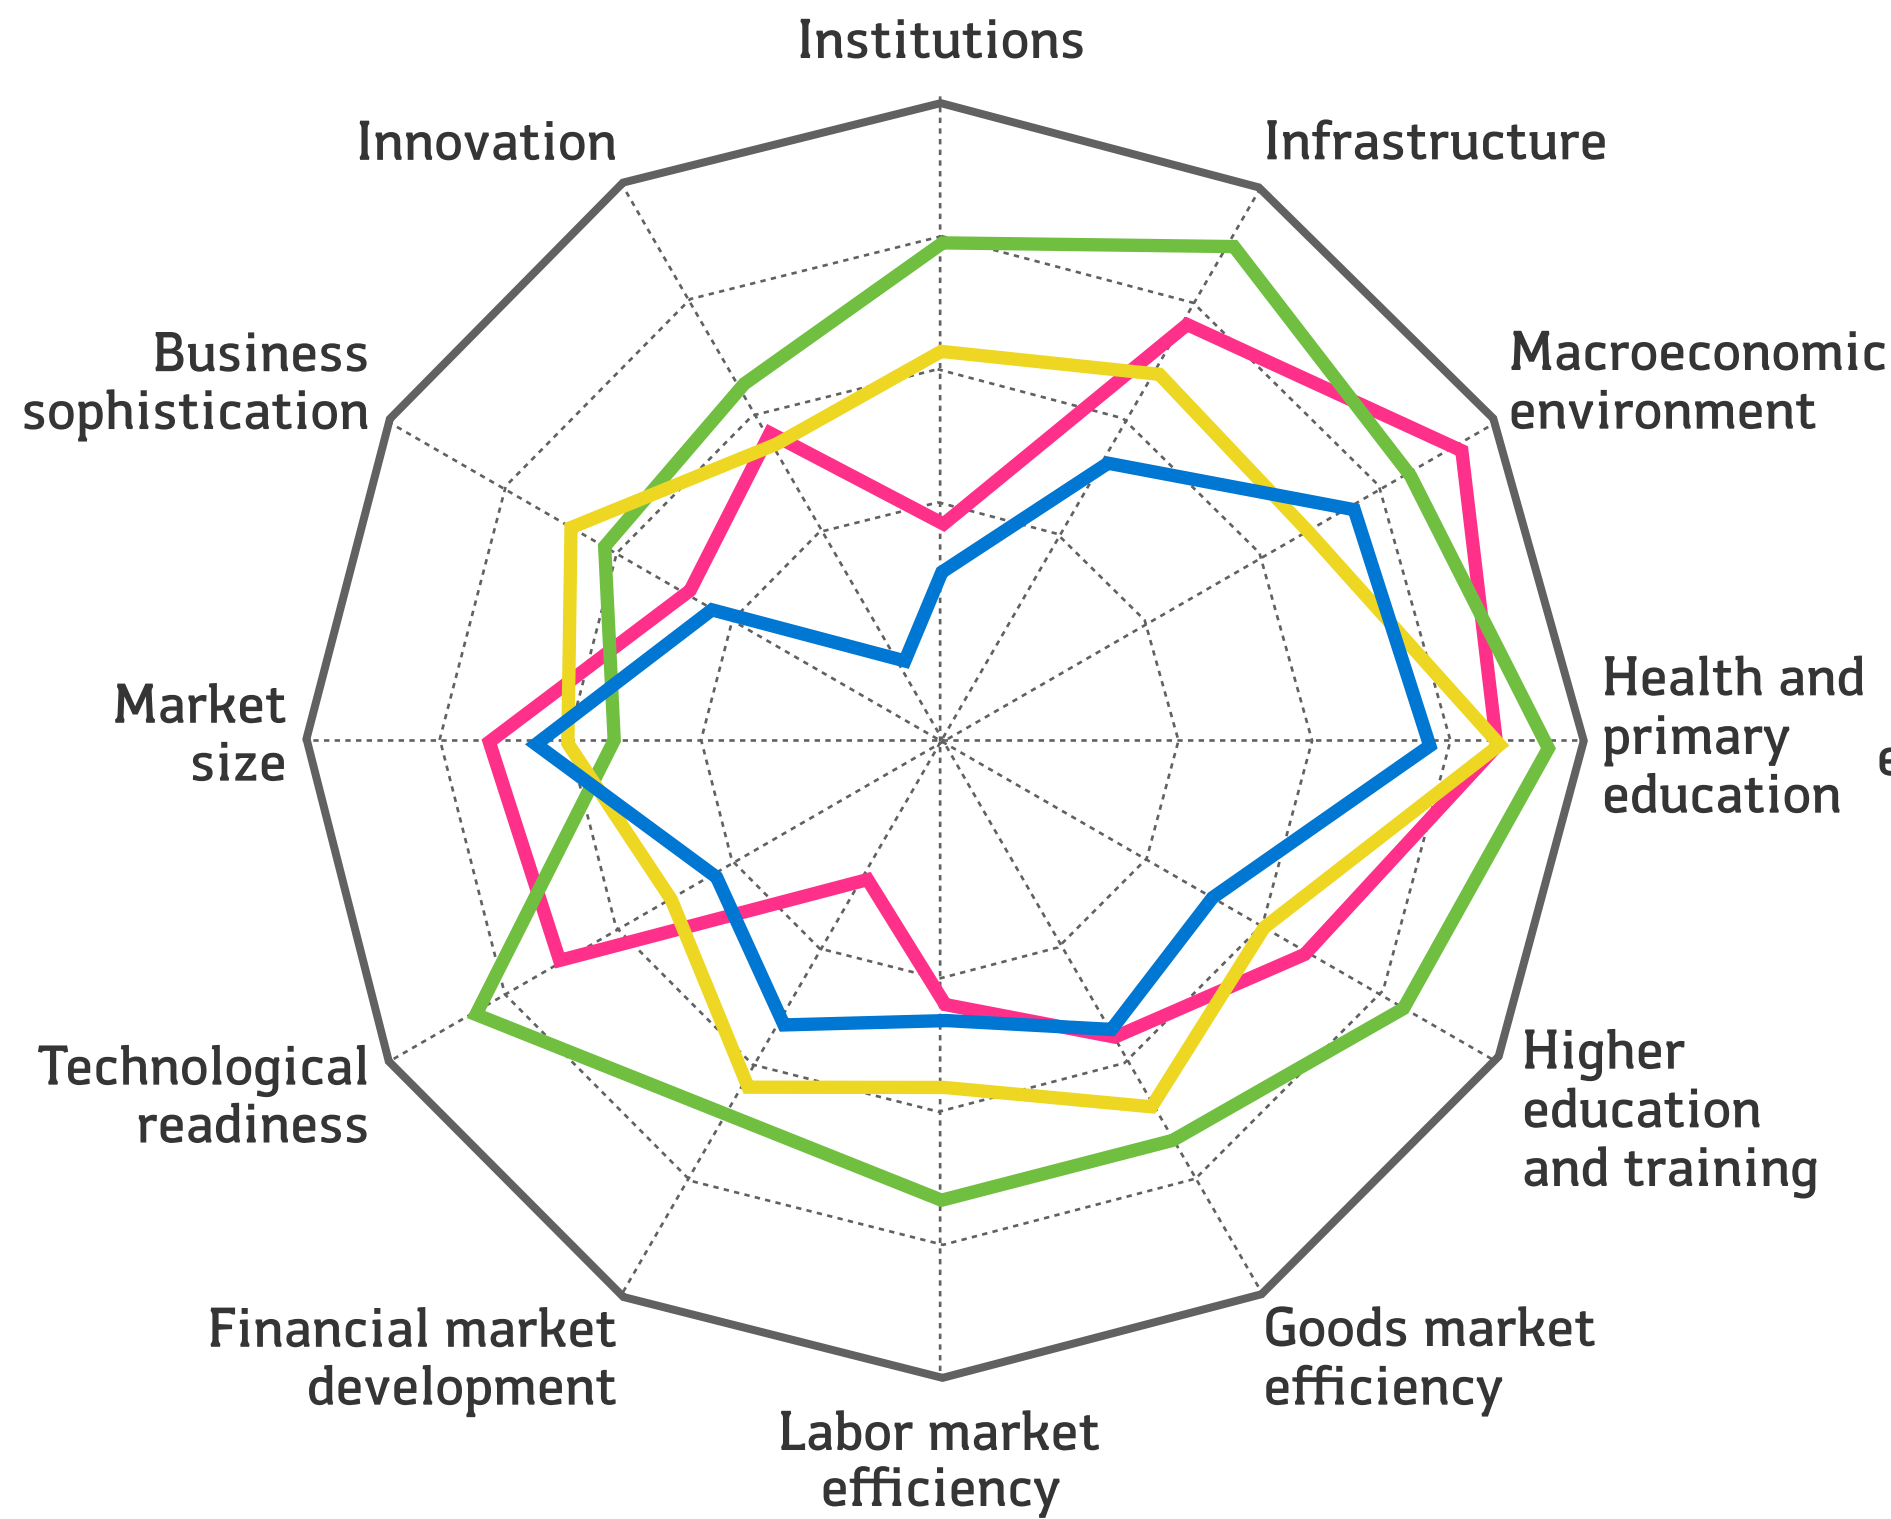 Institutions
Innovation
Infrastructure
Business
sophistication
Macroeconomic
environment
Market
size
Health and
primary
education
e
Technological
readiness
Higher
education
and training
Financial market
development
Goods market
efficiency
Labor market
efficiency